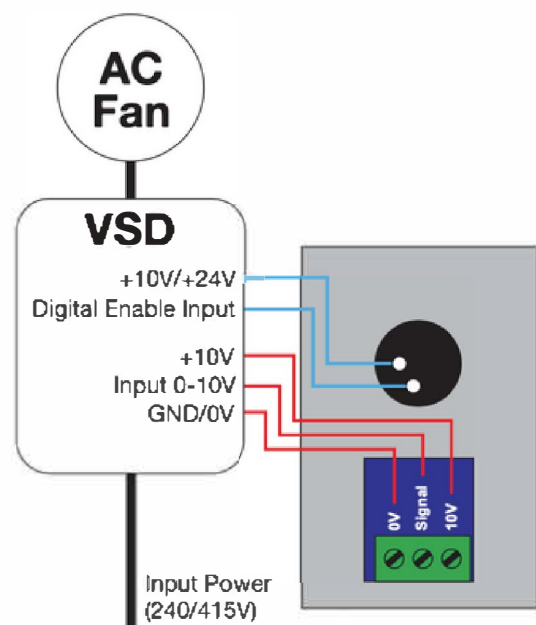 AC
Fan
VSD
+10V/+24V
Digital Enable Input
+10V
Input 0-10V
GND/0V
0V
Signal
10V
Input Power
(240/415V)